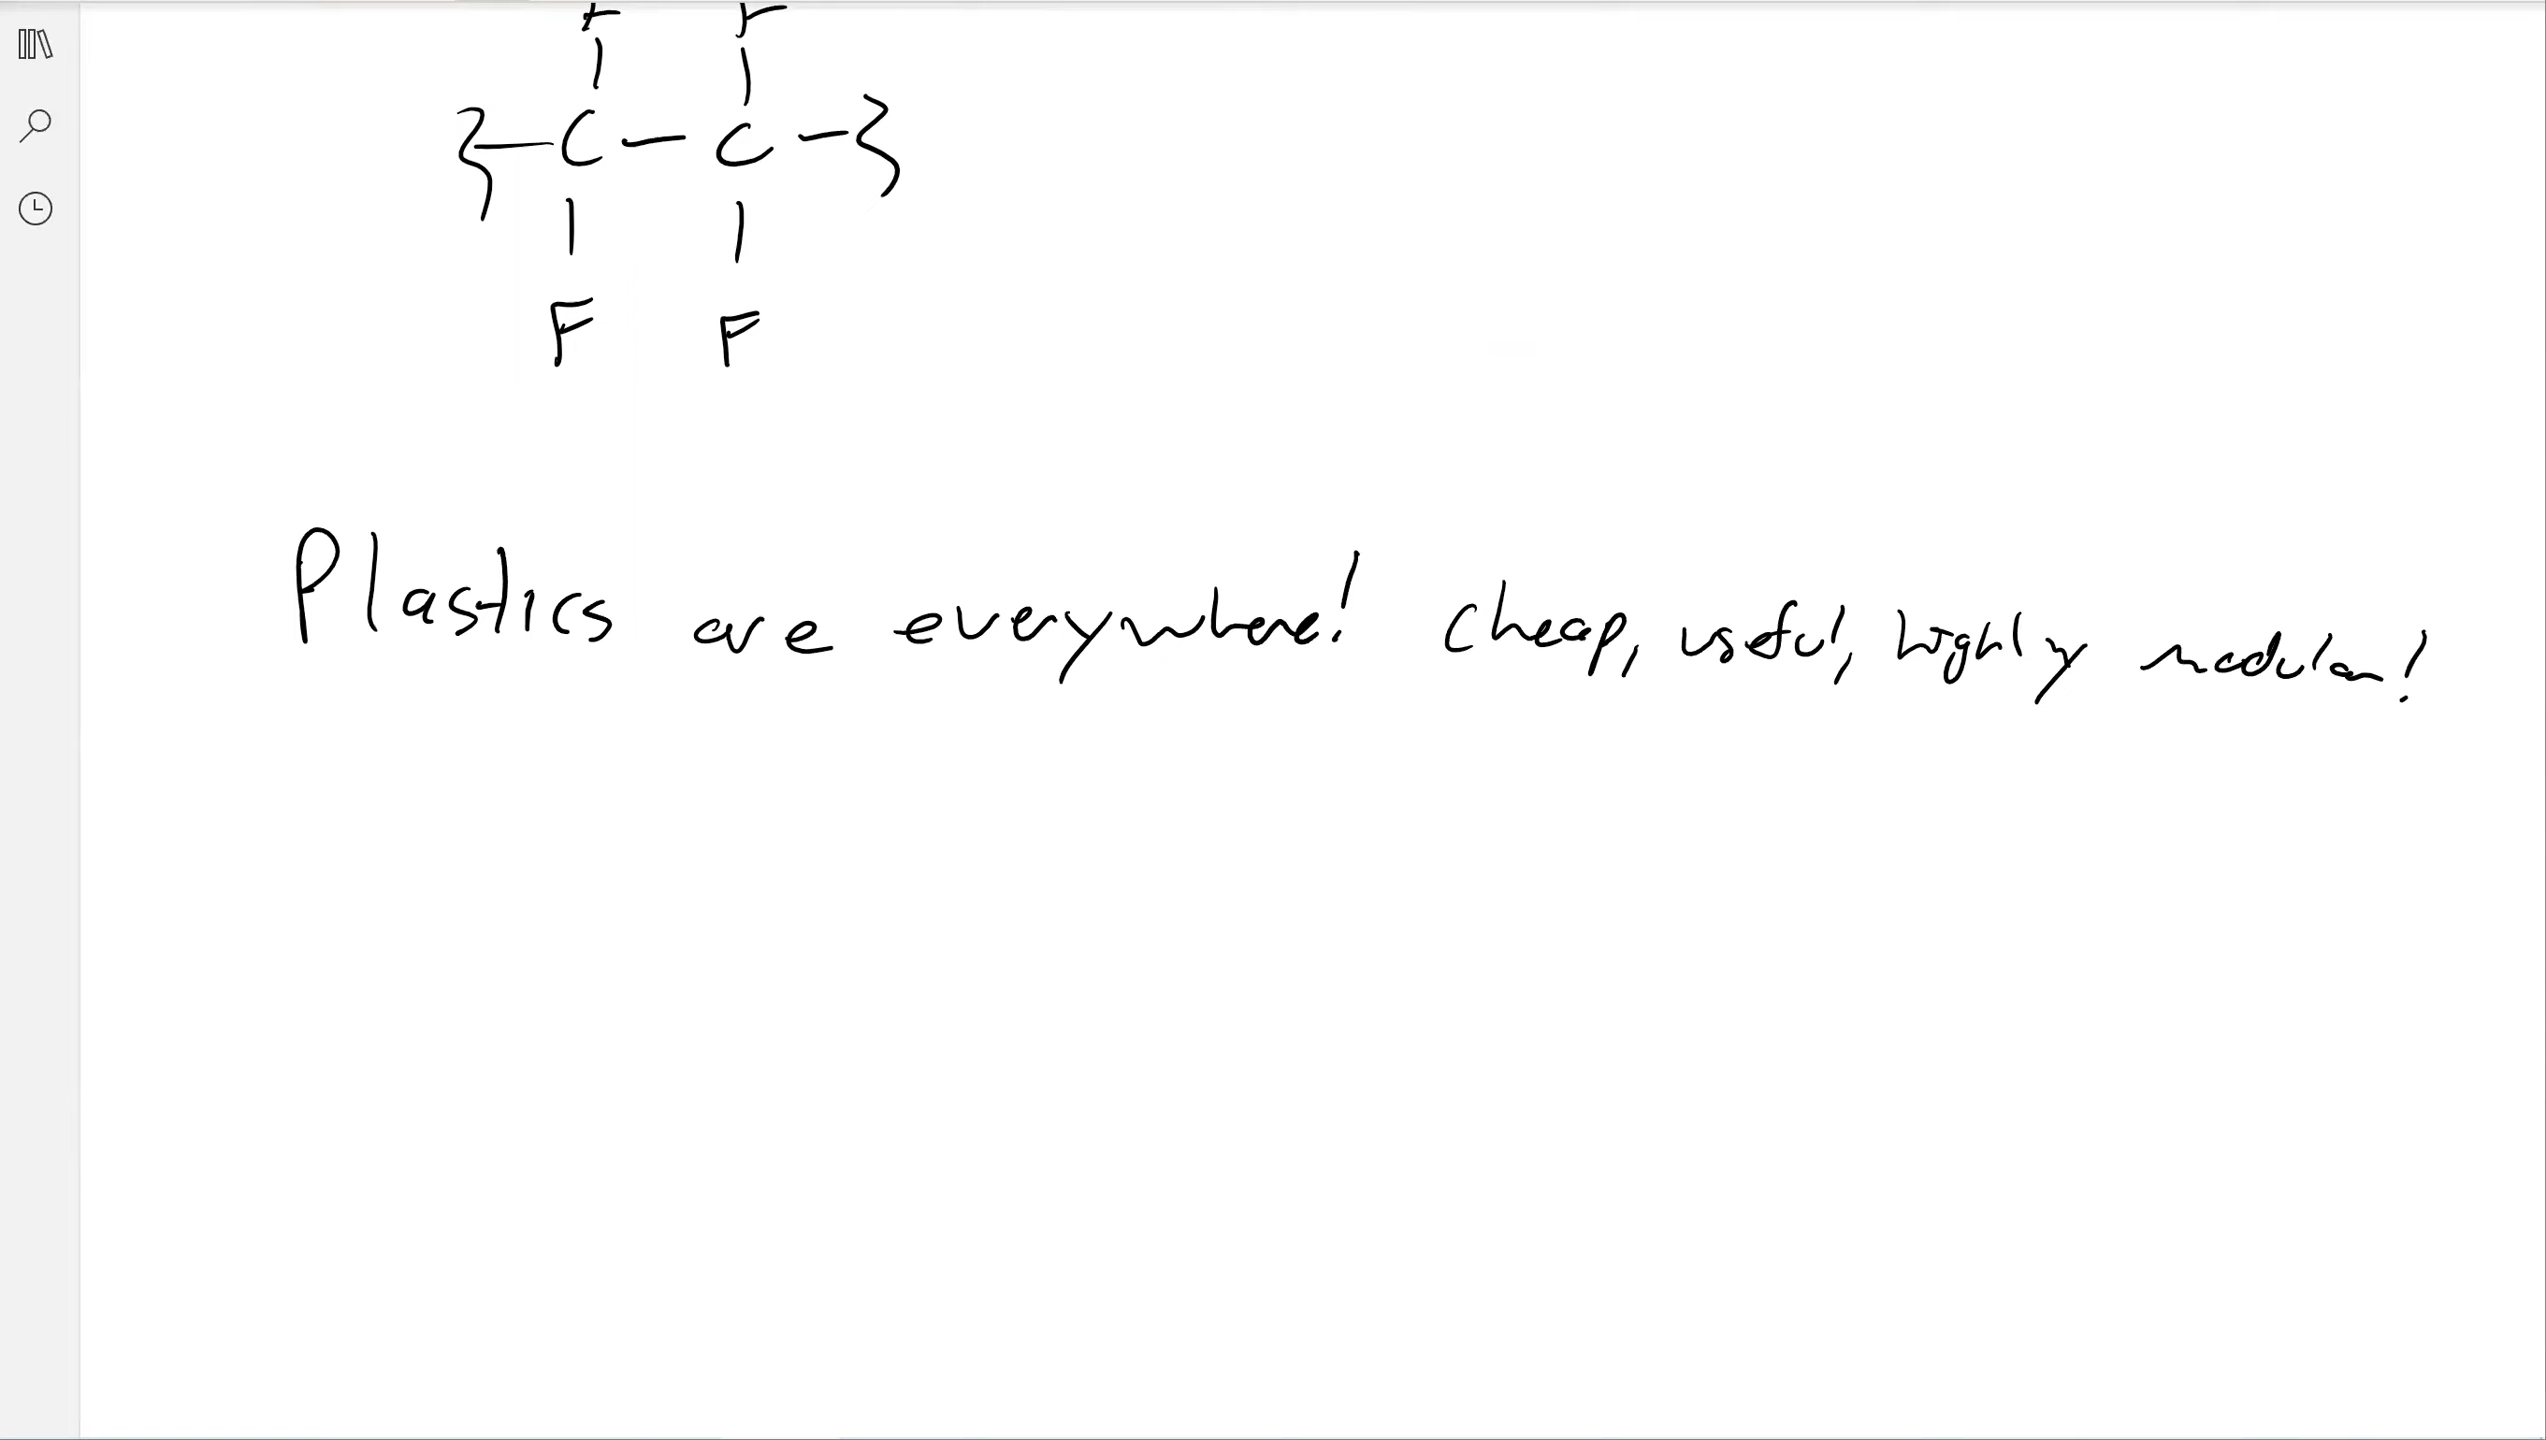 F F
C - C
F F
Plastics are everywhere! Cheap, useful, highly modular!